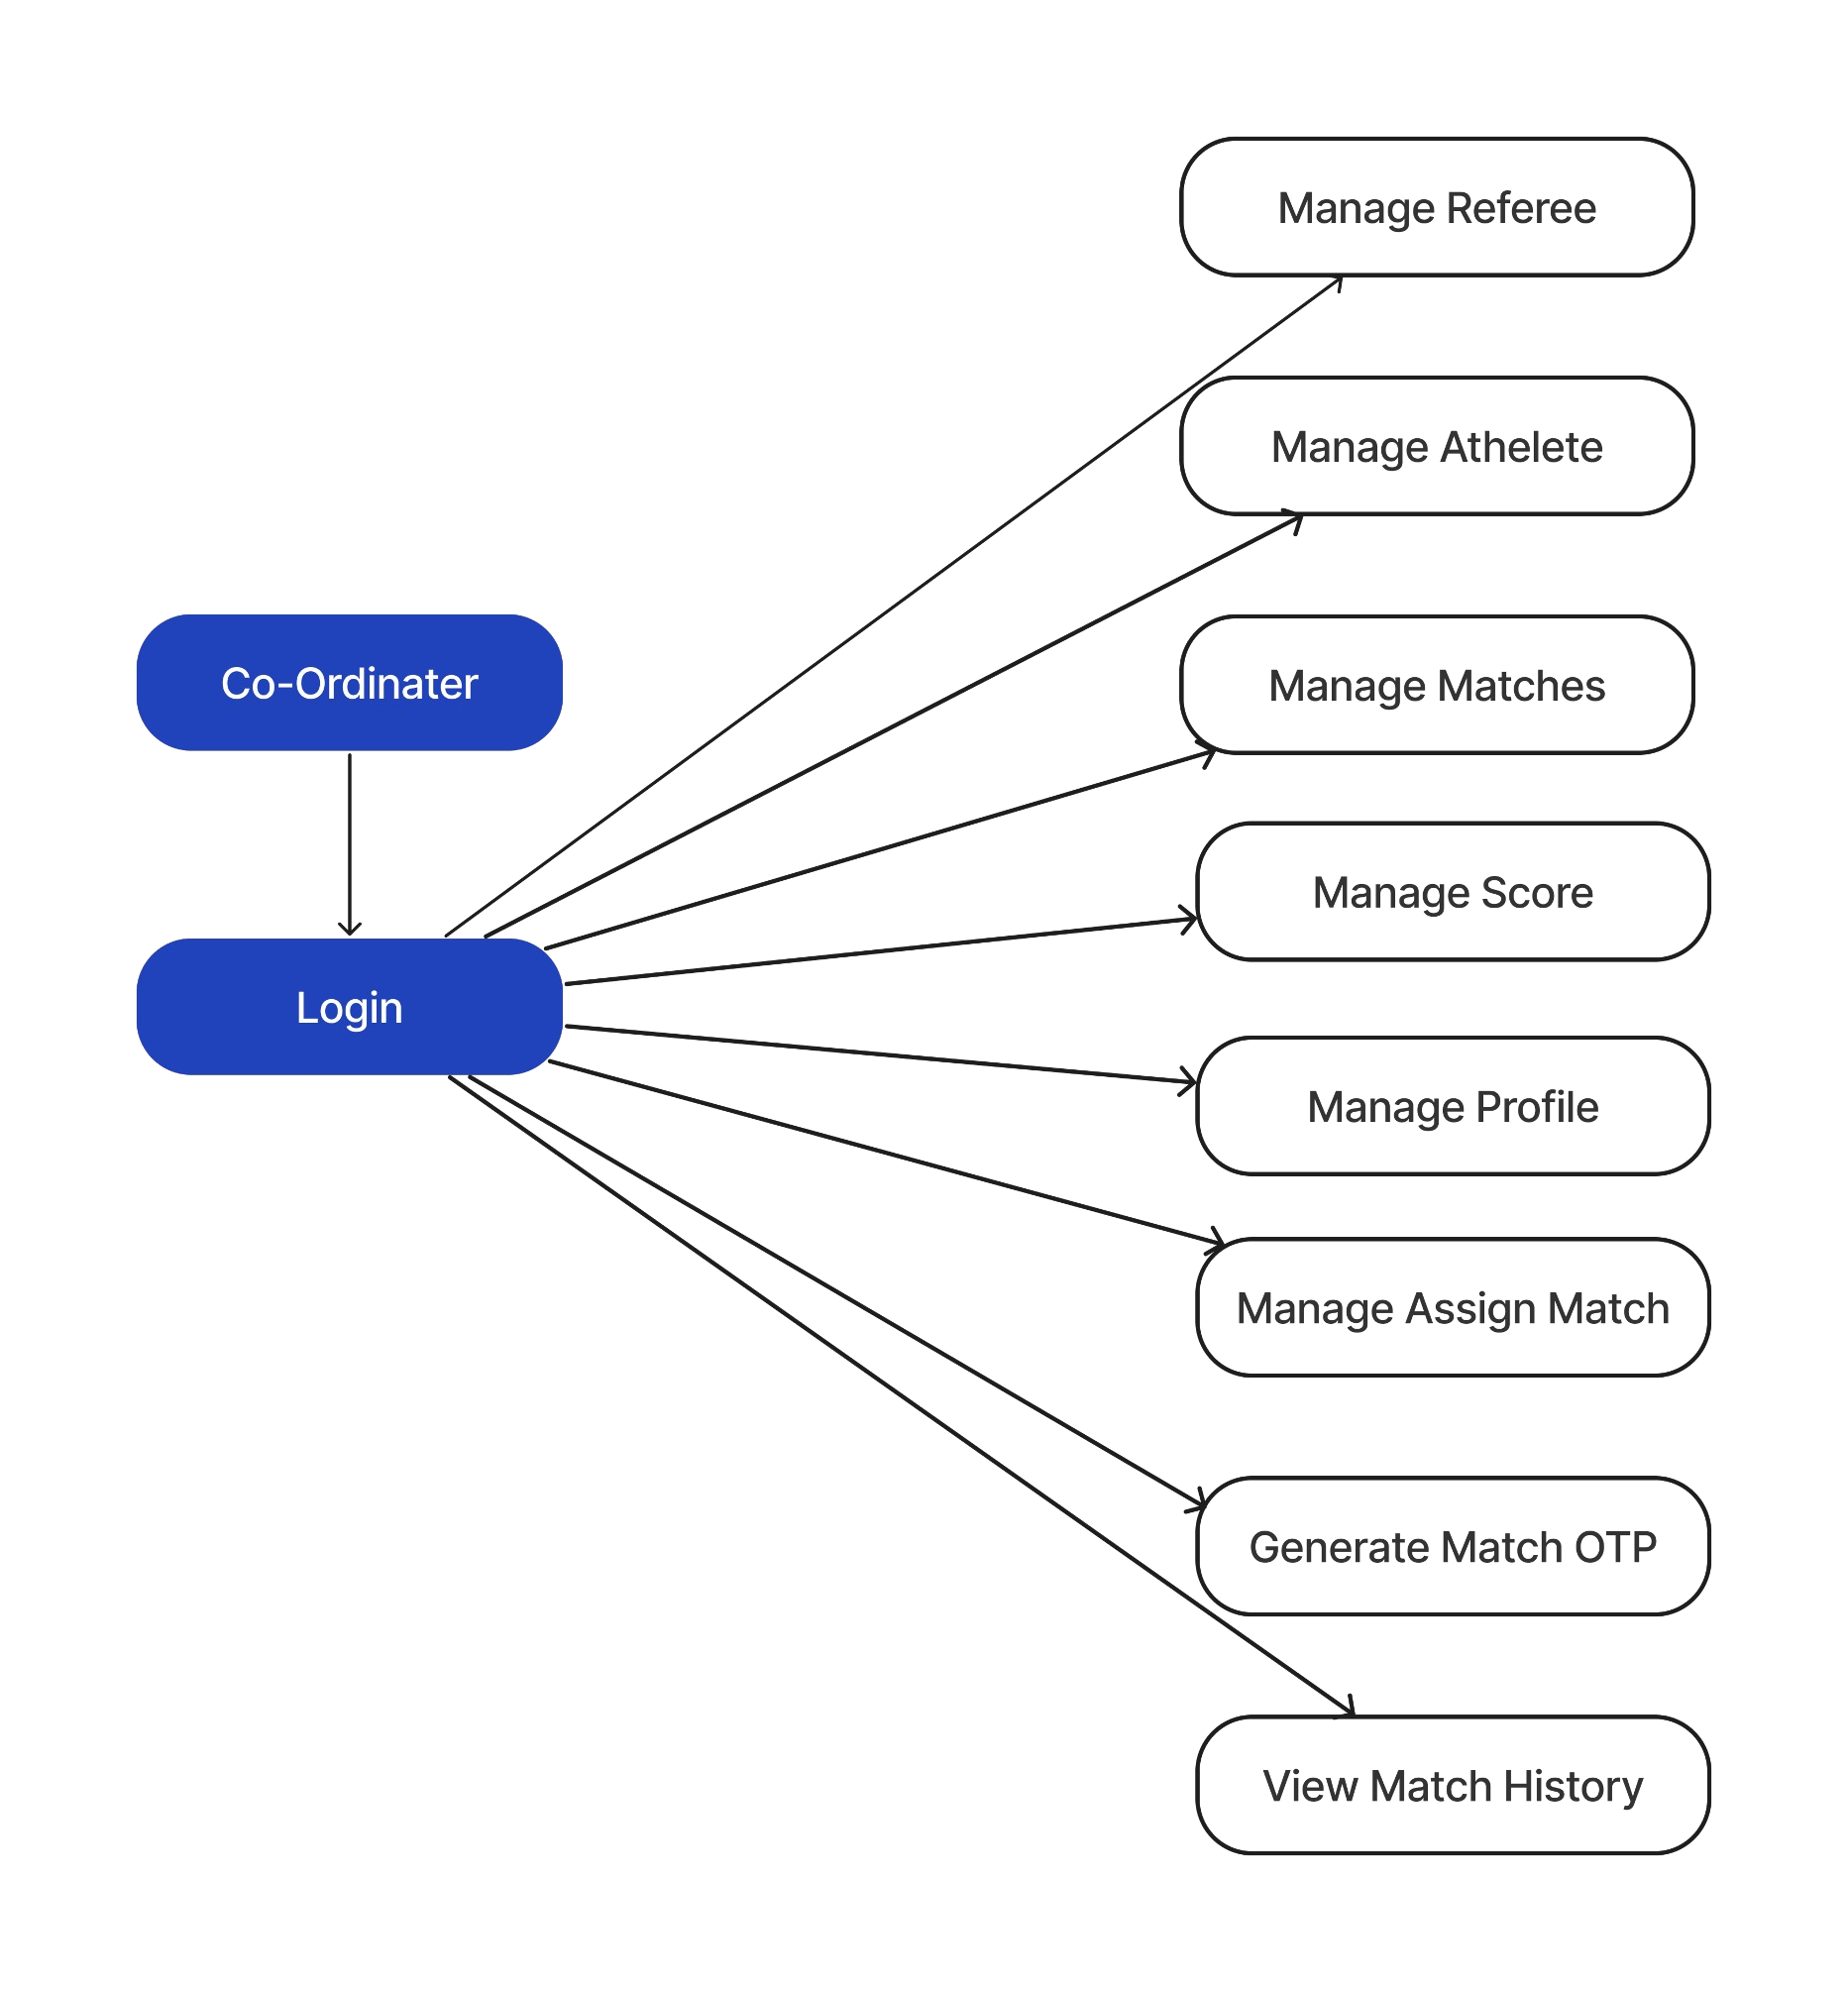 Manage Referee
Manage Athelete
Co-Ordinater
Manage Matches
Manage Score
Login
Manage Profile
Manage Assign Match
Generate Match OTP
View Match History